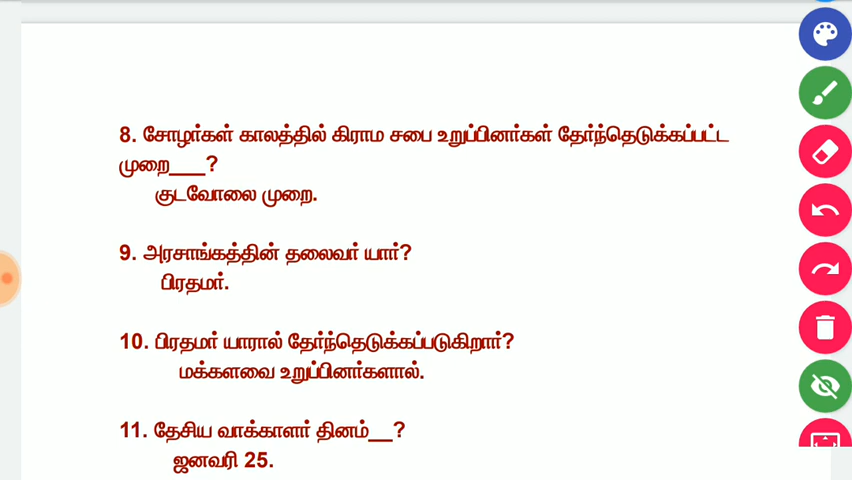 8. சோழர்கள் காலத்தில் கிராம சபை உறுப்பினர்கள் தேர்ந்தெடுக்கப்பட்ட
முறை___?
குடவோலை முறை.
9. அரசாங்கத்தின் தலைவர் யார்?
பிரதமர்.
10. பிரதமர் யாரால் தேர்ந்தெடுக்கப்படுகிறார்?
மக்களவை உறுப்பினர்களால்.
11. தேசிய வாக்காளர் தினம்__?
ஜனவரி 25.